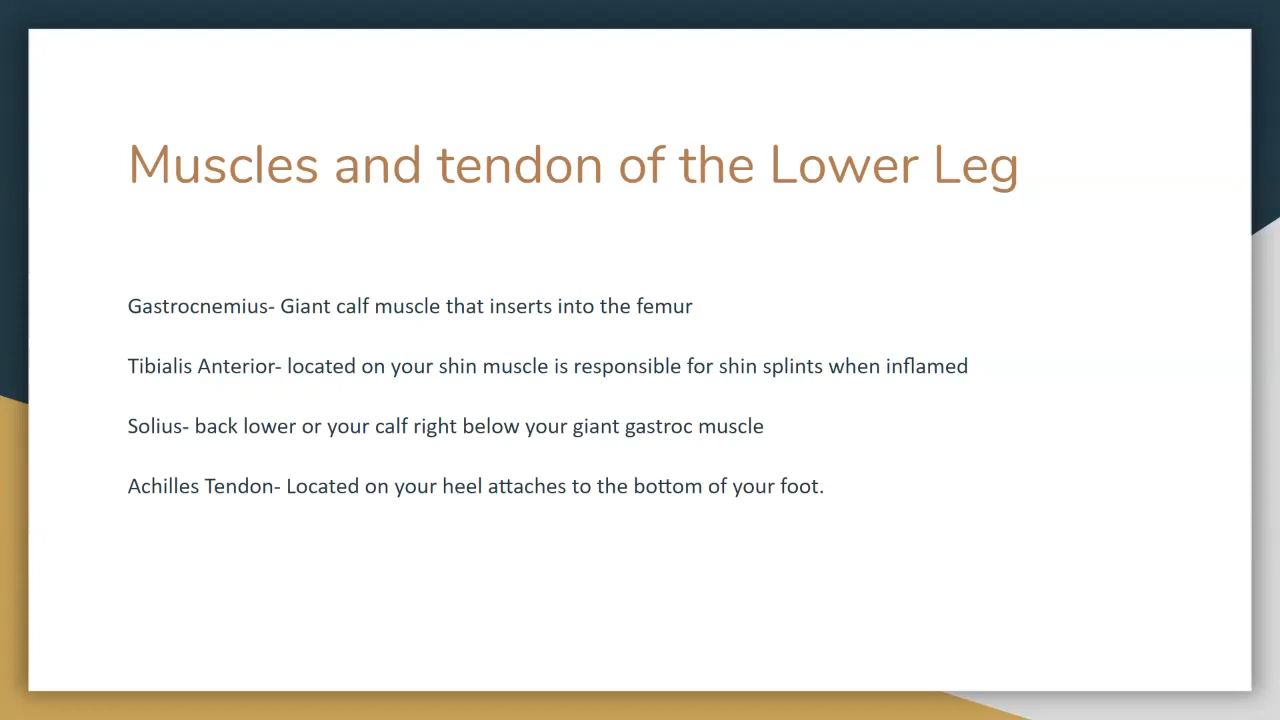 Muscles and tendon of the Lower Leg
Gastrocnemius- Giant calf muscle that inserts into the femur
Tibialis Anterior- located on your shin muscle is responsible for shin splints when inflamed
Solius- back lower or your calf right below your giant gastroc muscle
Achilles Tendon- Located on your heel attaches to the bottom of your foot.